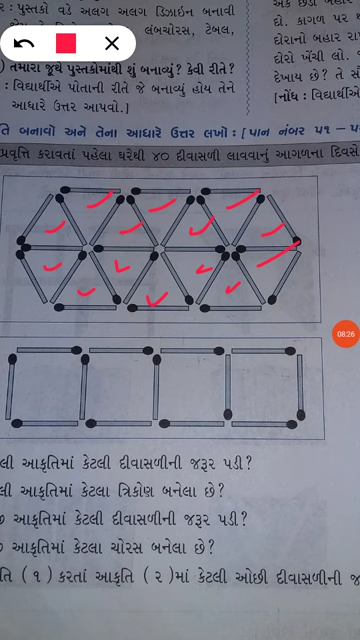 : પુસ્તકો વડે અલગ અલગ ડિઝાઈન બનાવી
લંબચોરસ, ટેબલ,
) તમારા જૂથે પુસ્તકોમાંથી શું બનાવ્યું? કેવી રીતે?
: વિદ્યાર્થીએ પોતાની રીતે જે બનાવ્યું હોય તેને
આધારે ઉત્તર આપવો.]
દો. કાગળ પર
દોરાનો બહાર
દોરો ખેંચી લો.
દેખાય છે? તે
[નોંધ : વિદ્યાર્થીએ
તિ બનાવો અને તેના આધારે ઉત્તર લખો : [પાન નંબર ૫૧ – ૫
પ્રવૃત્તિ કરાવતાં પહેલા ઘરેથી ૪૦ દીવાસળી લાવવાનું આગળના દિવસે
08:26
લી આકૃતિમાં કેટલી દીવાસળીની જરૂર પડી?
લી આકૃતિમાં કેટલા ત્રિકોણ બનેલા છે?
આકૃતિમાં કેટલી દીવાસળીની જરૂર પડી?
આકૃતિમાં કેટલા ચોરસ બનેલા છે?
તિ (૧) કરતાં આકૃતિ (૨)માં કેટલી ઓછી દીવાસળીની જ